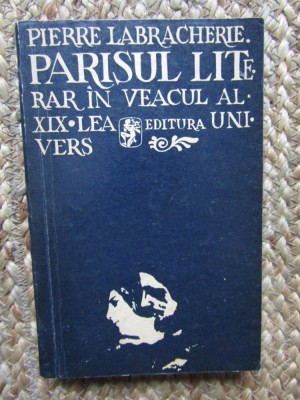 PIERRE LABRACHERIE.
PARISUL LITE
RAR ÎN VEACUL AL·
XIX·LEA EDITURA UNI·
VERS